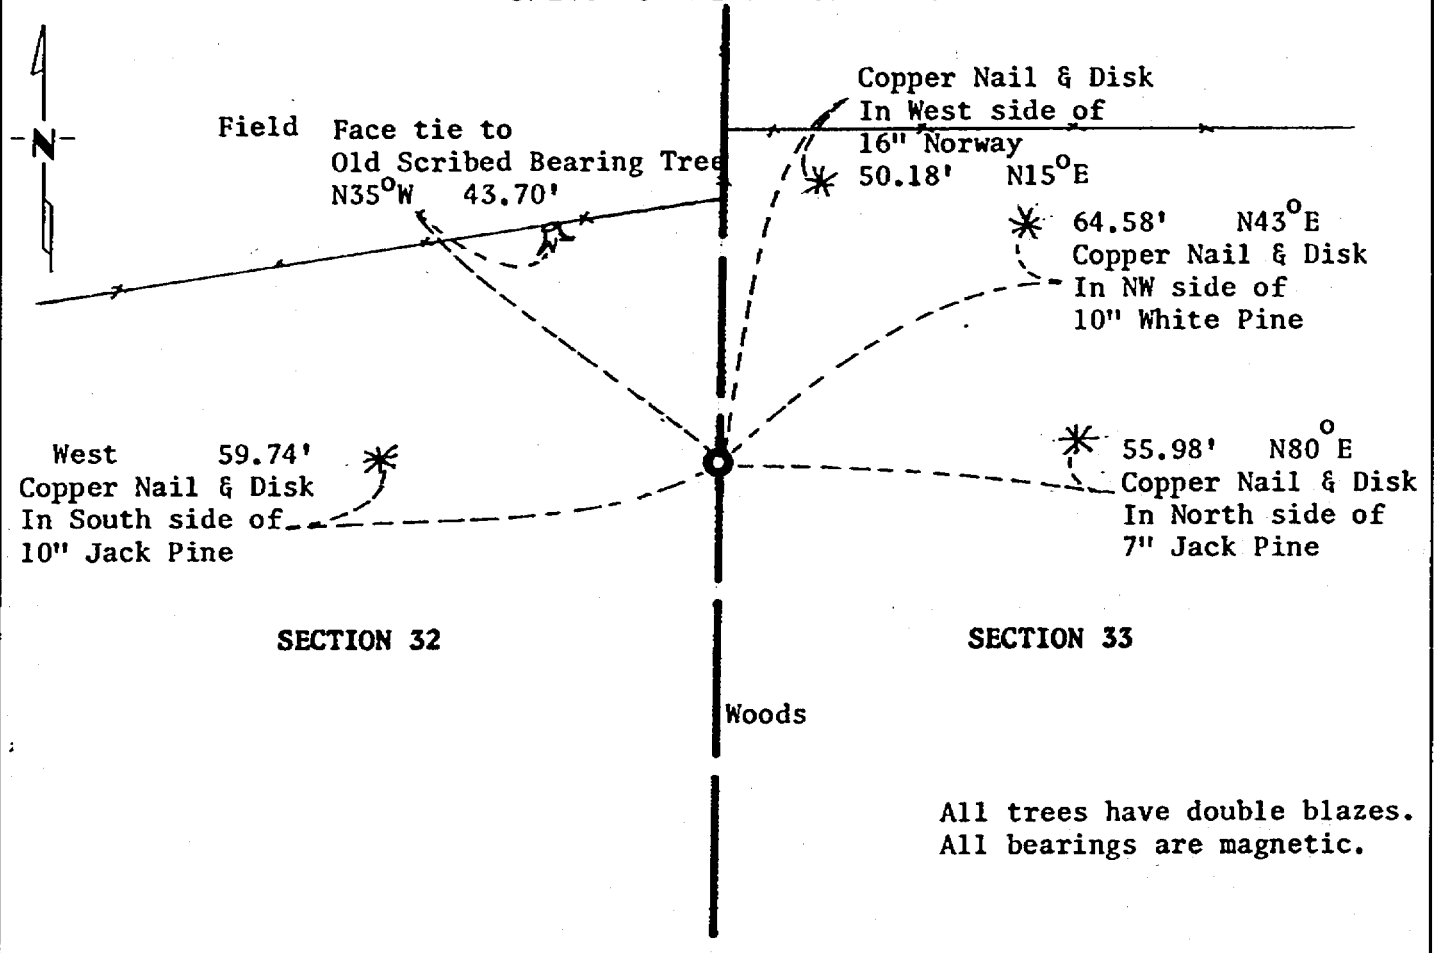 N
Field
Face tie to
Old Scribed Bearing Tree
N35°W 43.70'
Copper Nail & Disk
In West side of
16" Norway
50.18' N15°E
64.58' N43°E
Copper Nail & Disk
In NW side of
10" White Pine
West 59.74'
Copper Nail & Disk
In South side of
10" Jack Pine
55.98' N80°E
Copper Nail & Disk
In North side of
7" Jack Pine
SECTION 32
SECTION 33
Woods
All trees have double blazes.
All bearings are magnetic.